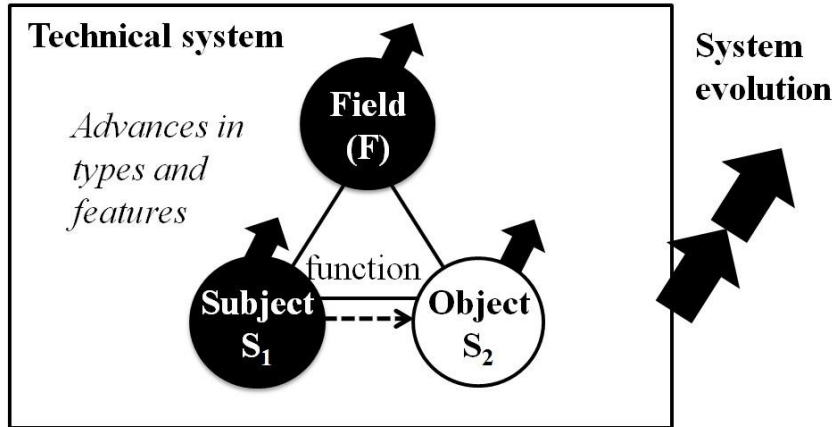 Technical system
System
evolution
Advances in
types and
features
Field
(F)
function
Subject
S₁
Object
S₂